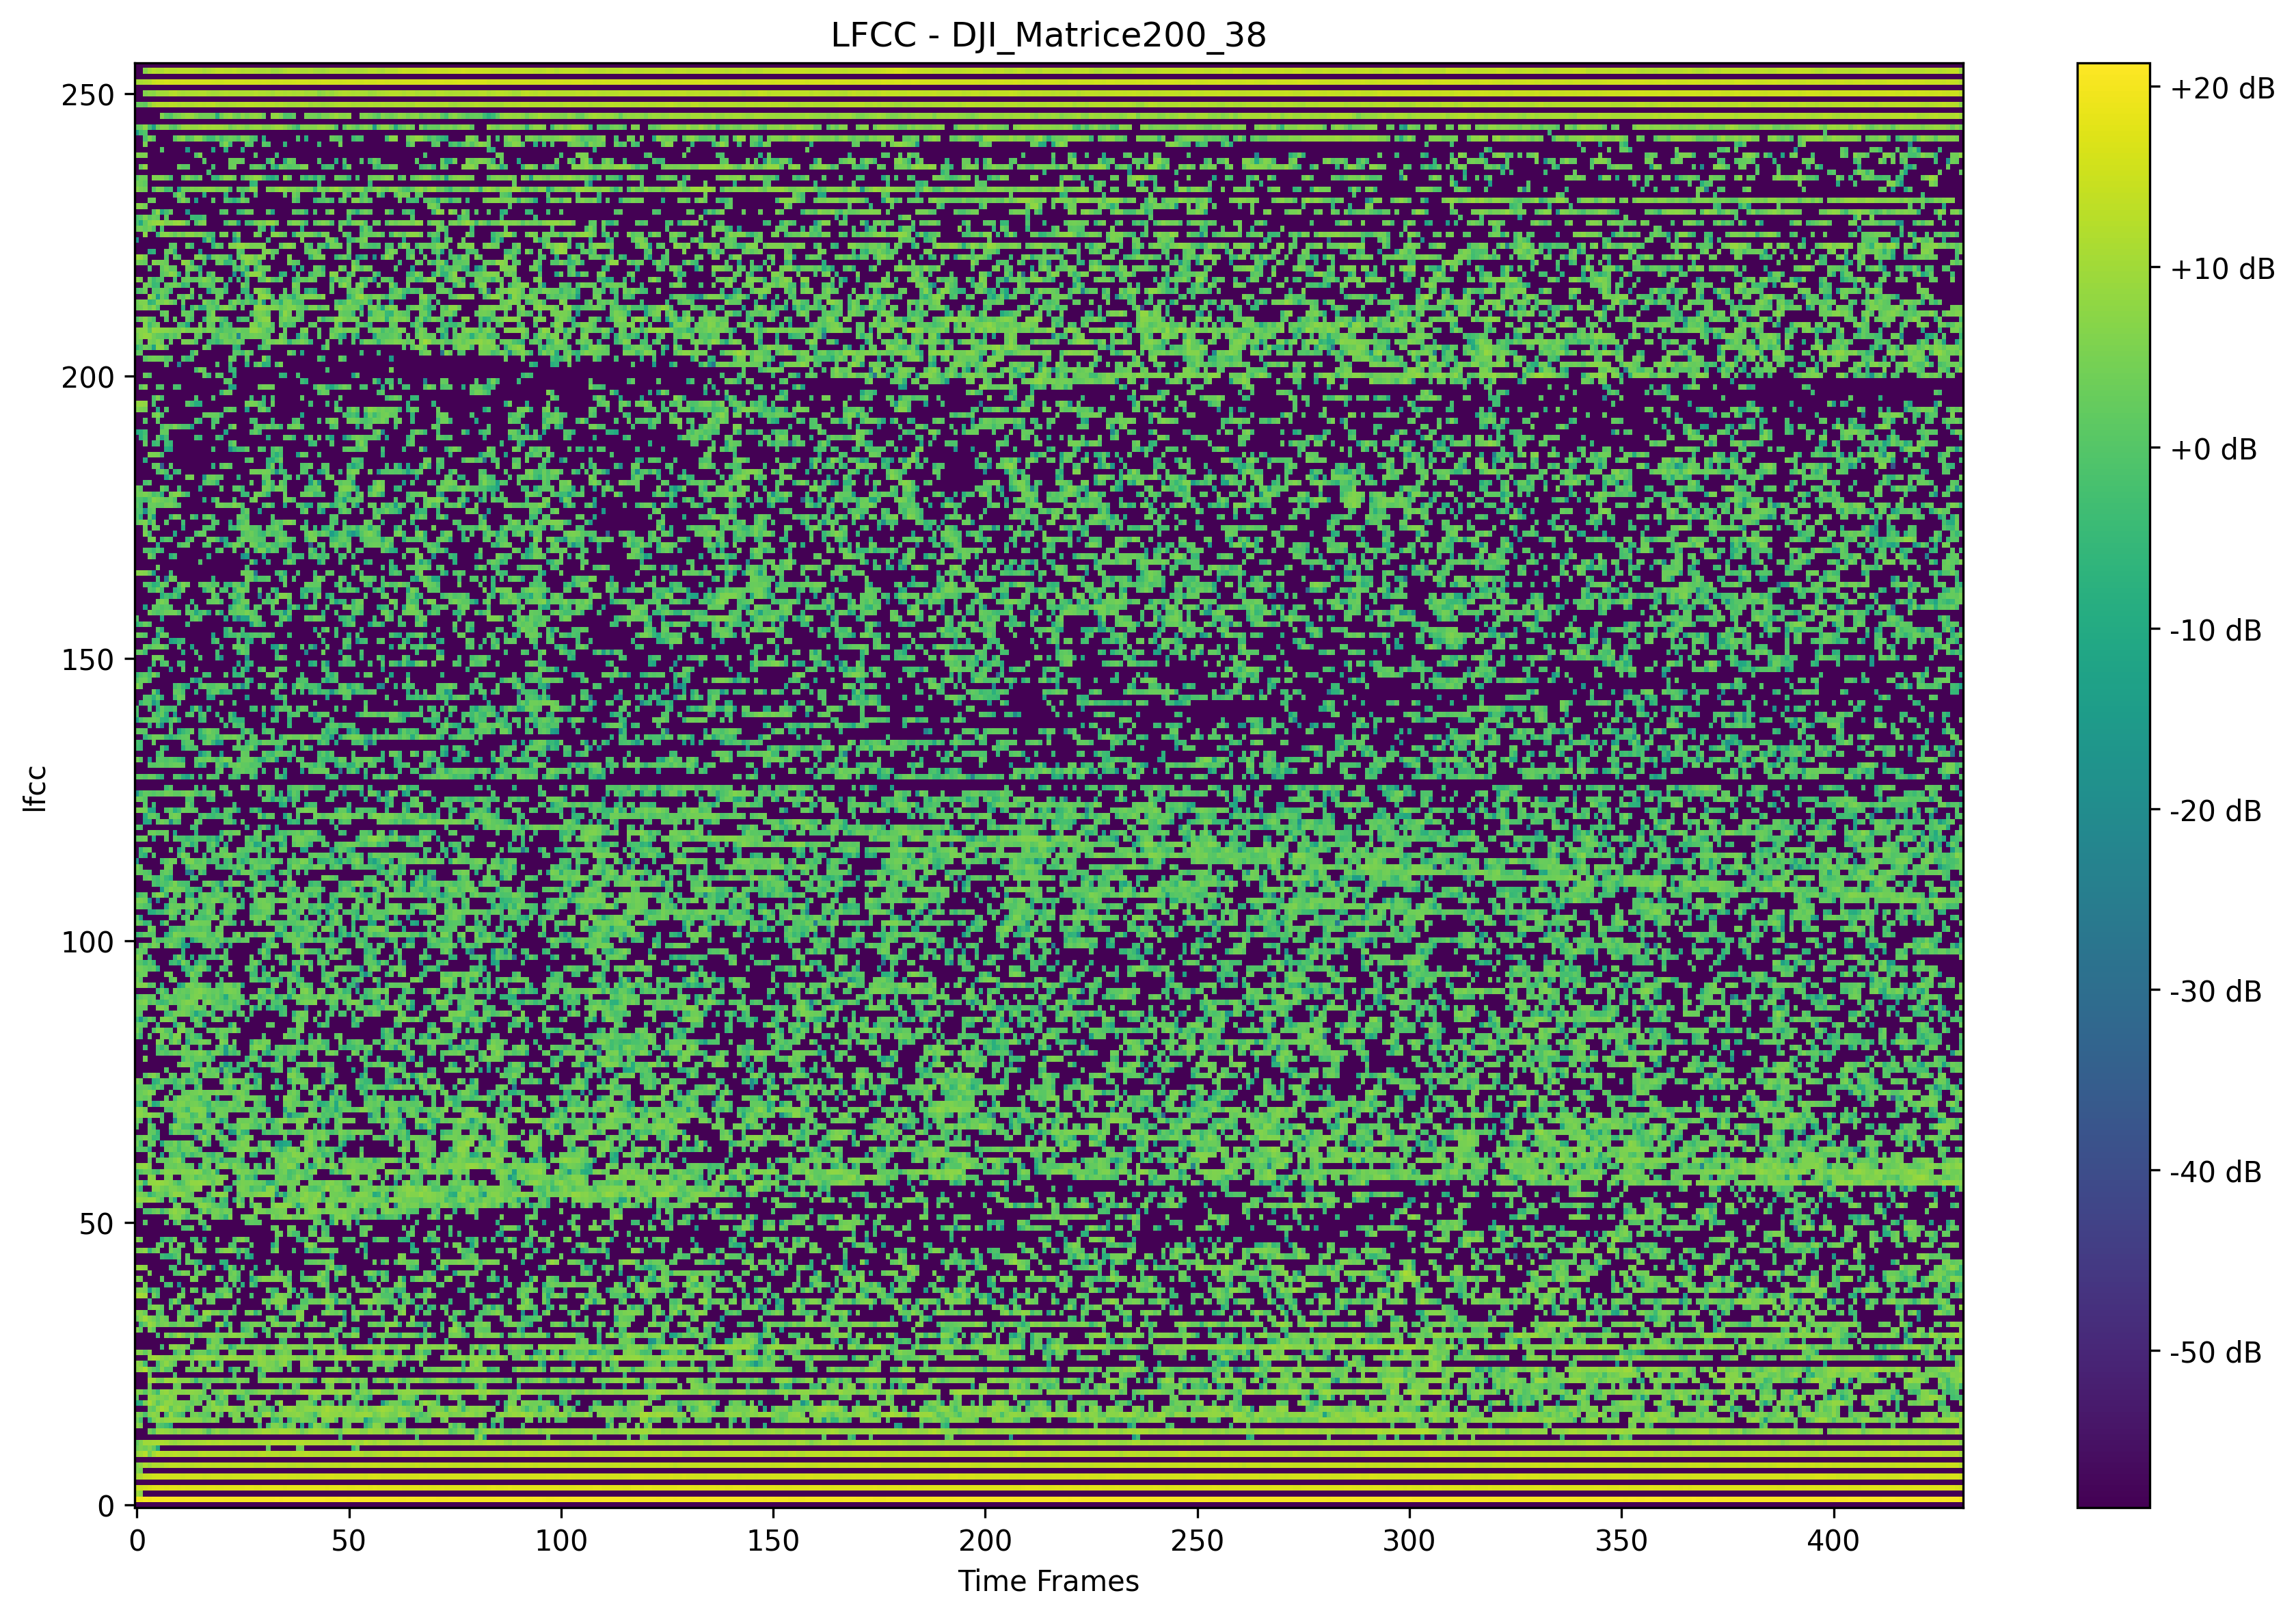 LFCC - DJI_Matrice200_38
250
200
150
100
50
0
lfcc
0 50 100 150 200 250 300 350 400
Time Frames
+20 dB
+10 dB
+0 dB
-10 dB
-20 dB
-30 dB
-40 dB
-50 dB